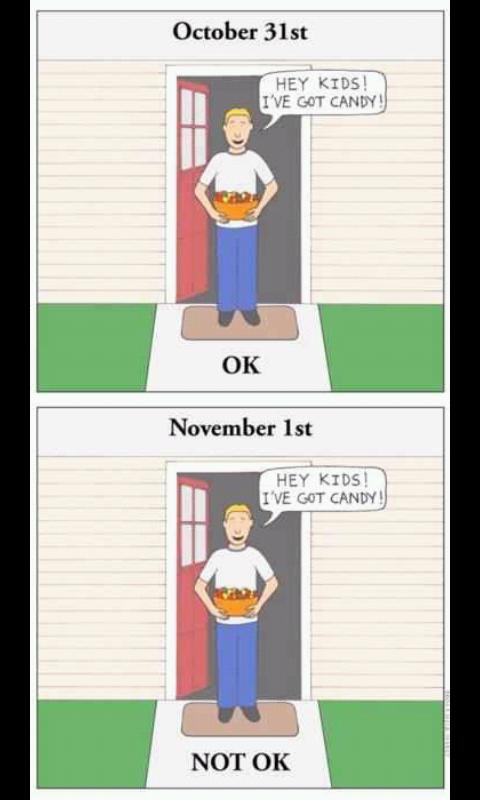 October 31st
HEY KIDS!
I'VE GOT CANDY!
OK
November 1st
HEY KIDS!
I'VE GOT CANDY!
NOT OK